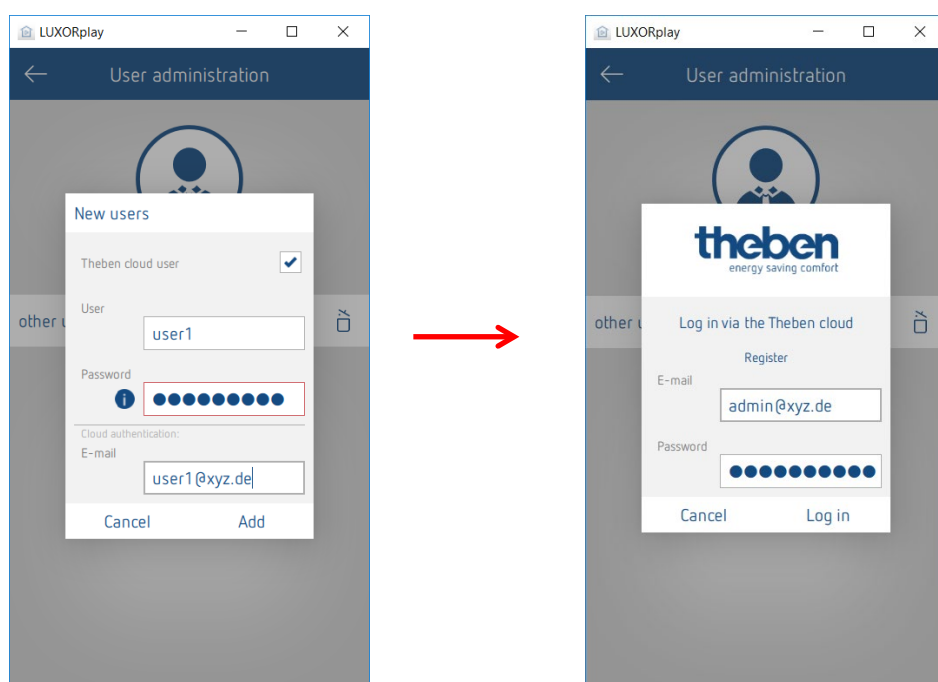 LUXORplay
User administration
New users
Theben cloud user
other u
User
user1
Password
i
●●●●●●●●●
Cloud authentication:
E-mail
user1@xyz.de
Cancel Add
LUXORplay
User administration
theben
energy saving comfort
other u
Log in via the Theben cloud
Register
E-mail
admin@xyz.de
Password
●●●●●●●●●●
Cancel Log in